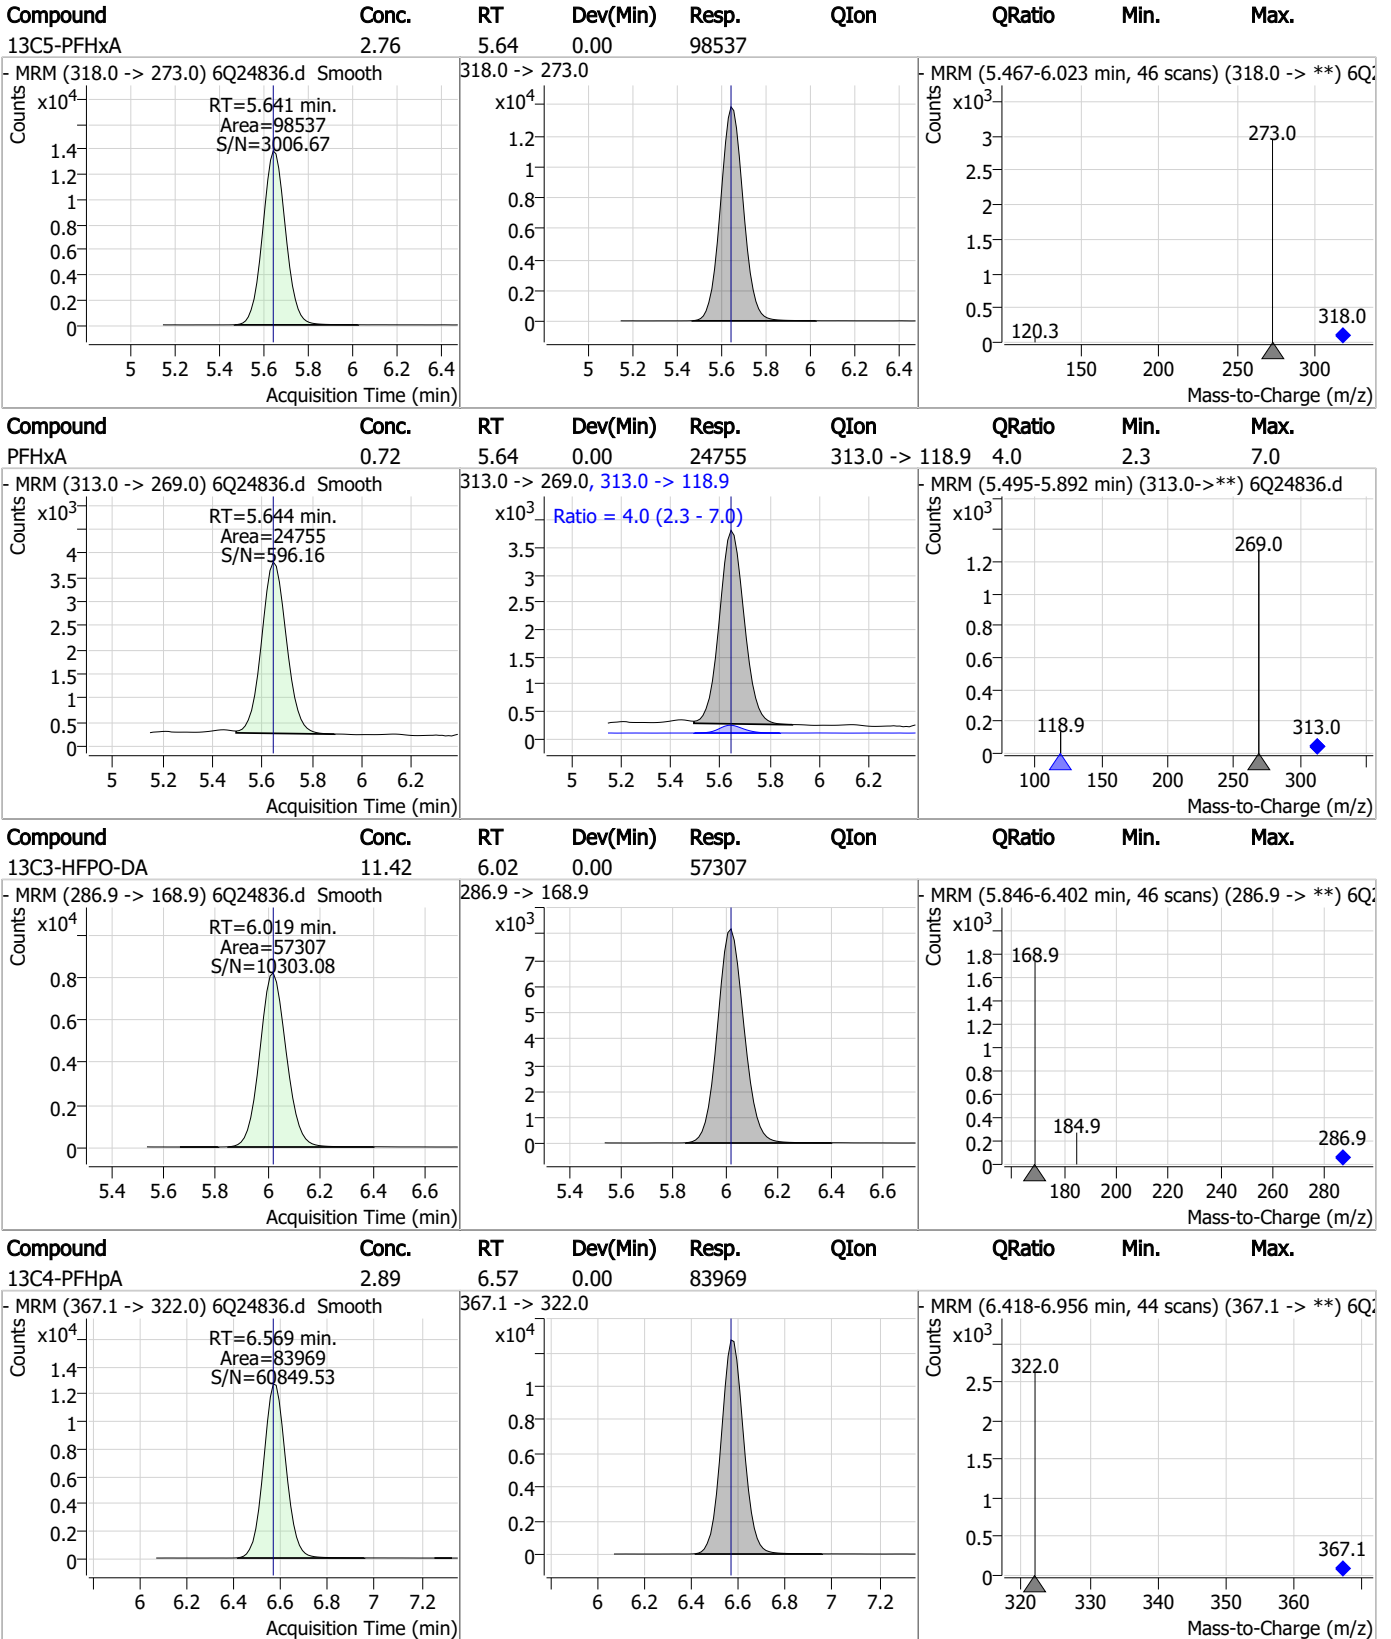 Compound Conc. RT Dev(Min) Resp. QIon QRatio Min. Max.
13C5-PFHxA 2.76 5.64 0.00 98537
- MRM (318.0 -> 273.0) 6Q24836.d Smooth
Counts
x10⁴
RT=5.641 min.
Area=98537
S/N=3006.67
1.4
1.2
1
0.8
0.6
0.4
0.2
0
5 5.2 5.4 5.6 5.8 6 6.2 6.4
Acquisition Time (min)
318.0 -> 273.0
x10⁴
1.2
1
0.8
0.6
0.4
0.2
0
5 5.2 5.4 5.6 5.8 6 6.2 6.4
- MRM (5.467-6.023 min, 46 scans) (318.0 -> **) 6Q2
Counts
x10³
3
2.5
2
1.5
1
0.5
0
273.0
318.0
120.3
150 200 250 300
Mass-to-Charge (m/z)
Compound Conc. RT Dev(Min) Resp. QIon QRatio Min. Max.
PFHxA 0.72 5.64 0.00 24755 313.0 -> 118.9 4.0 2.3 7.0
- MRM (313.0 -> 269.0) 6Q24836.d Smooth
Counts
x10³
RT=5.644 min.
Area=24755
S/N=596.16
4
3.5
3
2.5
2
1.5
1
0.5
0
5 5.2 5.4 5.6 5.8 6 6.2
Acquisition Time (min)
313.0 -> 269.0, 313.0 -> 118.9
x10³
Ratio = 4.0 (2.3 - 7.0)
3.5
3
2.5
2
1.5
1
0.5
0
5 5.2 5.4 5.6 5.8 6 6.2
- MRM (5.495-5.892 min) (313.0->**) 6Q24836.d
Counts
x10³
1.2
1
0.8
0.6
0.4
0.2
0
269.0
118.9
313.0
100 150 200 250 300
Mass-to-Charge (m/z)
Compound Conc. RT Dev(Min) Resp. QIon QRatio Min. Max.
13C3-HFPO-DA 11.42 6.02 0.00 57307
- MRM (286.9 -> 168.9) 6Q24836.d Smooth
Counts
x10⁴
RT=6.019 min.
Area=57307
S/N=10303.08
0.8
0.6
0.4
0.2
0
5.4 5.6 5.8 6 6.2 6.4 6.6
Acquisition Time (min)
286.9 -> 168.9
x10³
7
6
5
4
3
2
1
0
5.4 5.6 5.8 6 6.2 6.4 6.6
- MRM (5.846-6.402 min, 46 scans) (286.9 -> **) 6Q2
Counts
x10³
1.8
1.6
1.4
1.2
1
0.8
0.6
0.4
0.2
0
168.9
184.9
286.9
180 200 220 240 260 280
Mass-to-Charge (m/z)
Compound Conc. RT Dev(Min) Resp. QIon QRatio Min. Max.
13C4-PFHpA 2.89 6.57 0.00 83969
- MRM (367.1 -> 322.0) 6Q24836.d Smooth
Counts
x10⁴
RT=6.569 min.
Area=83969
S/N=60849.53
1.4
1.2
1
0.8
0.6
0.4
0.2
0
6 6.2 6.4 6.6 6.8 7 7.2
Acquisition Time (min)
367.1 -> 322.0
x10⁴
1
0.8
0.6
0.4
0.2
0
6 6.2 6.4 6.6 6.8 7 7.2
- MRM (6.418-6.956 min, 44 scans) (367.1 -> **) 6Q2
Counts
x10³
2.5
2
1.5
1
0.5
0
322.0
367.1
320 330 340 350 360
Mass-to-Charge (m/z)